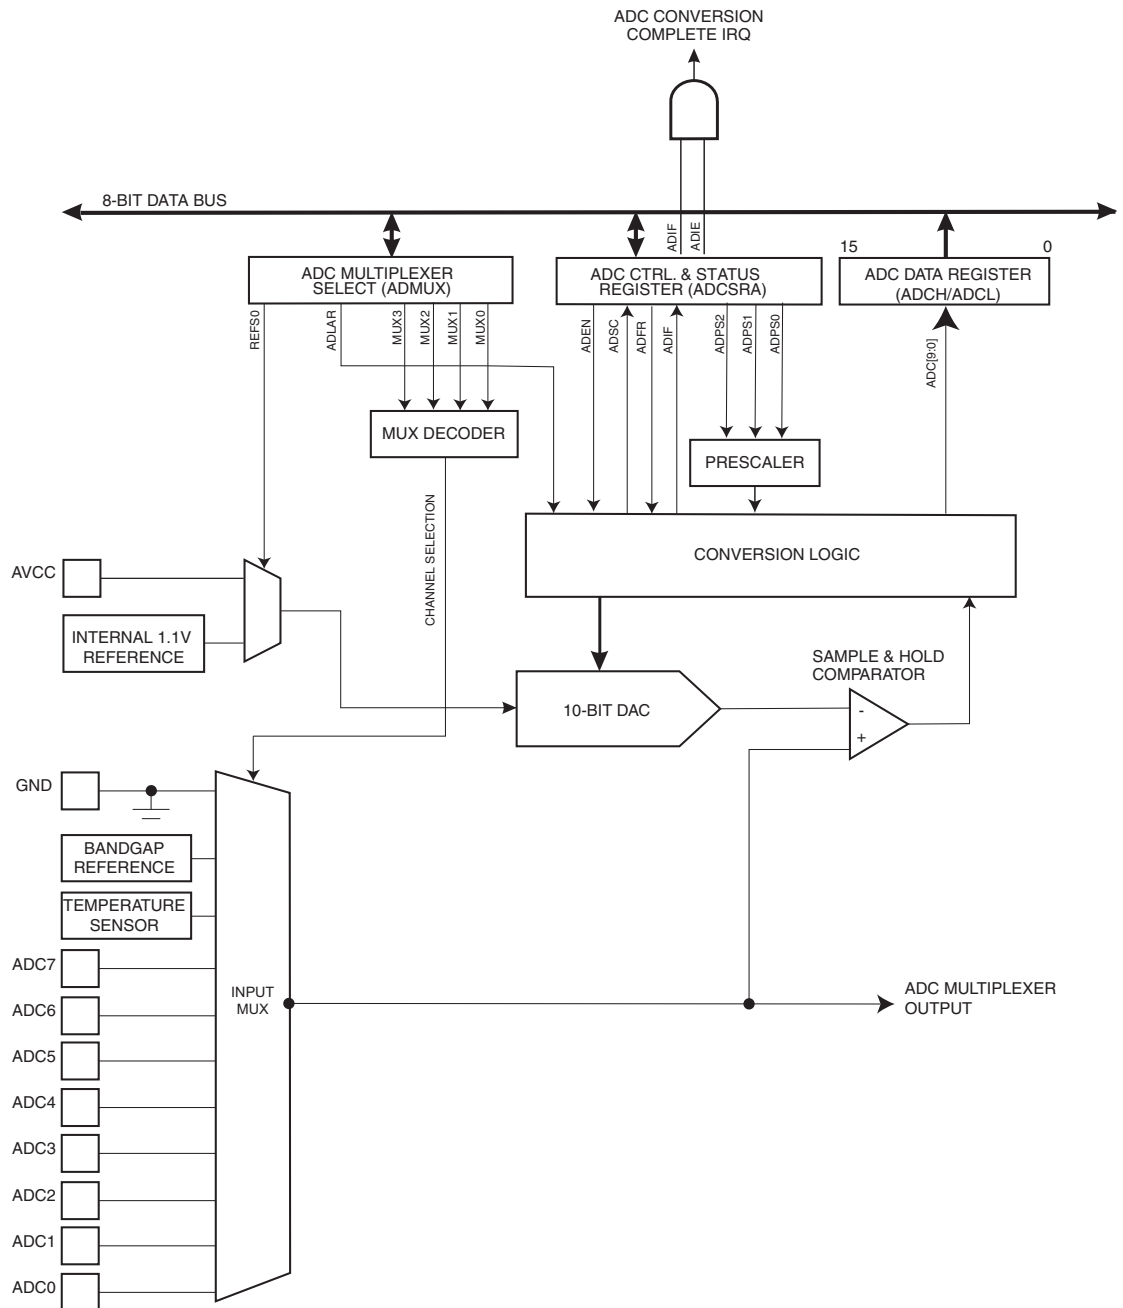 ADC CONVERSION
COMPLETE IRQ
8-BIT DATA BUS
ADIF
ADIE
15
0
ADC MULTIPLEXER
SELECT (ADMUX)
ADC CTRL. & STATUS
REGISTER (ADCSRA)
ADC DATA REGISTER
(ADCH/ADCL)
REFS0
ADLAR
MUX3
MUX2
MUX1
MUX0
ADEN
ADSC
ADFR
ADIF
ADPS2
ADPS1
ADPS0
ADC[9:0]
MUX DECODER
PRESCALER
CHANNEL SELECTION
CONVERSION LOGIC
AVCC
INTERNAL 1.1V
REFERENCE
SAMPLE & HOLD
COMPARATOR
10-BIT DAC
-
+
GND
BANDGAP
REFERENCE
TEMPERATURE
SENSOR
ADC7
ADC6
ADC5
ADC4
ADC3
ADC2
ADC1
ADC0
INPUT
MUX
ADC MULTIPLEXER
OUTPUT